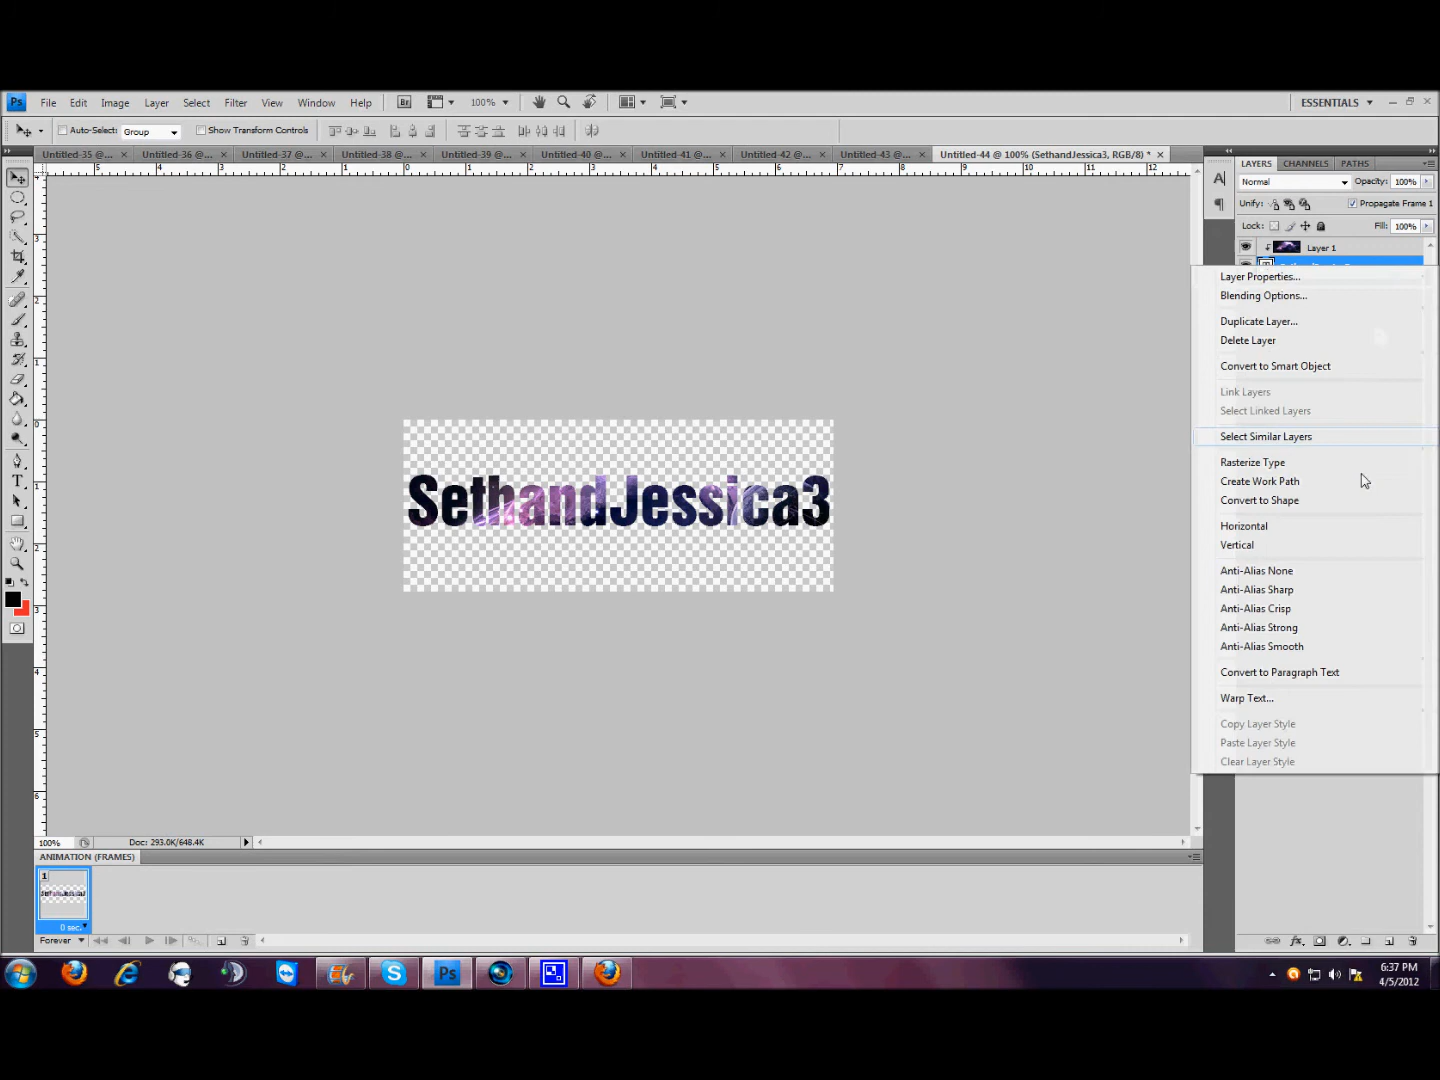 Ps File Edit Image Layer Select Filter View Window Help Br 100% ESSENTIALS
Auto-Select: Group Show Transform Controls
Untitled-35 @... Untitled-36 @... Untitled-37 @... Untitled-38 @... Untitled-39 @... Untitled-40 @... Untitled-41 @... Untitled-42 @... Untitled-43 @... Untitled-44 @ 100% (SethandJessica3, RGB/8) *
LAYERS CHANNELS PATHS
Normal Opacity: 100%
Unify: Propagate Frame 1
Lock: Fill: 100%
Layer 1
Layer Properties...
Blending Options...
Duplicate Layer...
Delete Layer
Convert to Smart Object
Link Layers
Select Linked Layers
Select Similar Layers
Rasterize Type
Create Work Path
Convert to Shape
Horizontal
Vertical
Anti-Alias None
Anti-Alias Sharp
Anti-Alias Crisp
Anti-Alias Strong
Anti-Alias Smooth
Convert to Paragraph Text
Warp Text...
Copy Layer Style
Paste Layer Style
Clear Layer Style
SethandJessica3
100% Doc: 293.0K/648.4K
ANIMATION (FRAMES)
1
0 sec.
Forever
6:37 PM
4/5/2012